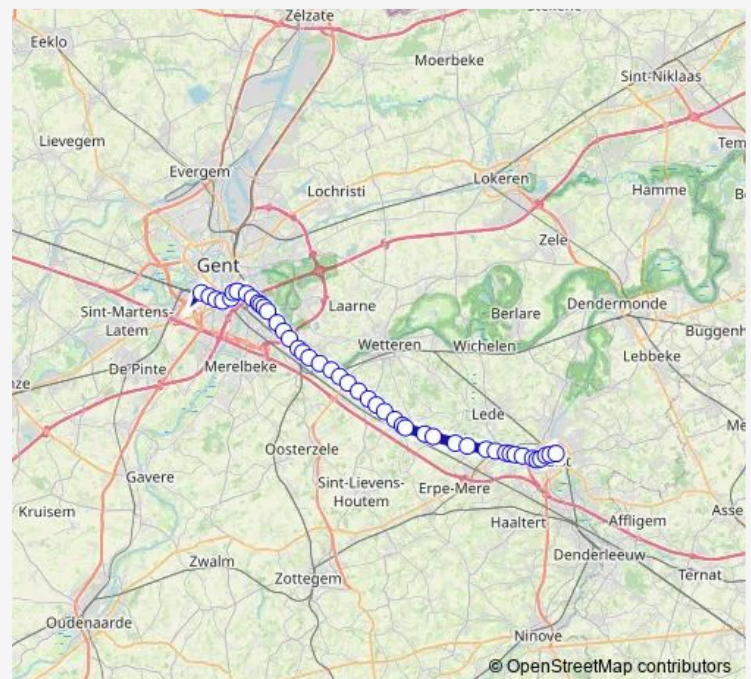 Zelzate
Eeklo
Moerbeke
Sint-Niklaas
Lievegem
Evergem
Lochristi
Lokeren
Hamme
Zele
Gent
Laarne
Berlare
Dendermonde
Sint-Martens-
Latem
Wetteren
Wichelen
Lebbeke
De Pinte
Merelbeke
Lede
Oosterzele
Gavere
Sint-Lievens-
Houtem
Erpe-Mere
Kruisem
Haaltert
Affligem
Asse
Zwalm
Denderleeuw
Zottegem
Ternat
Oudenaarde
Ninove
© OpenStreetMap contributors